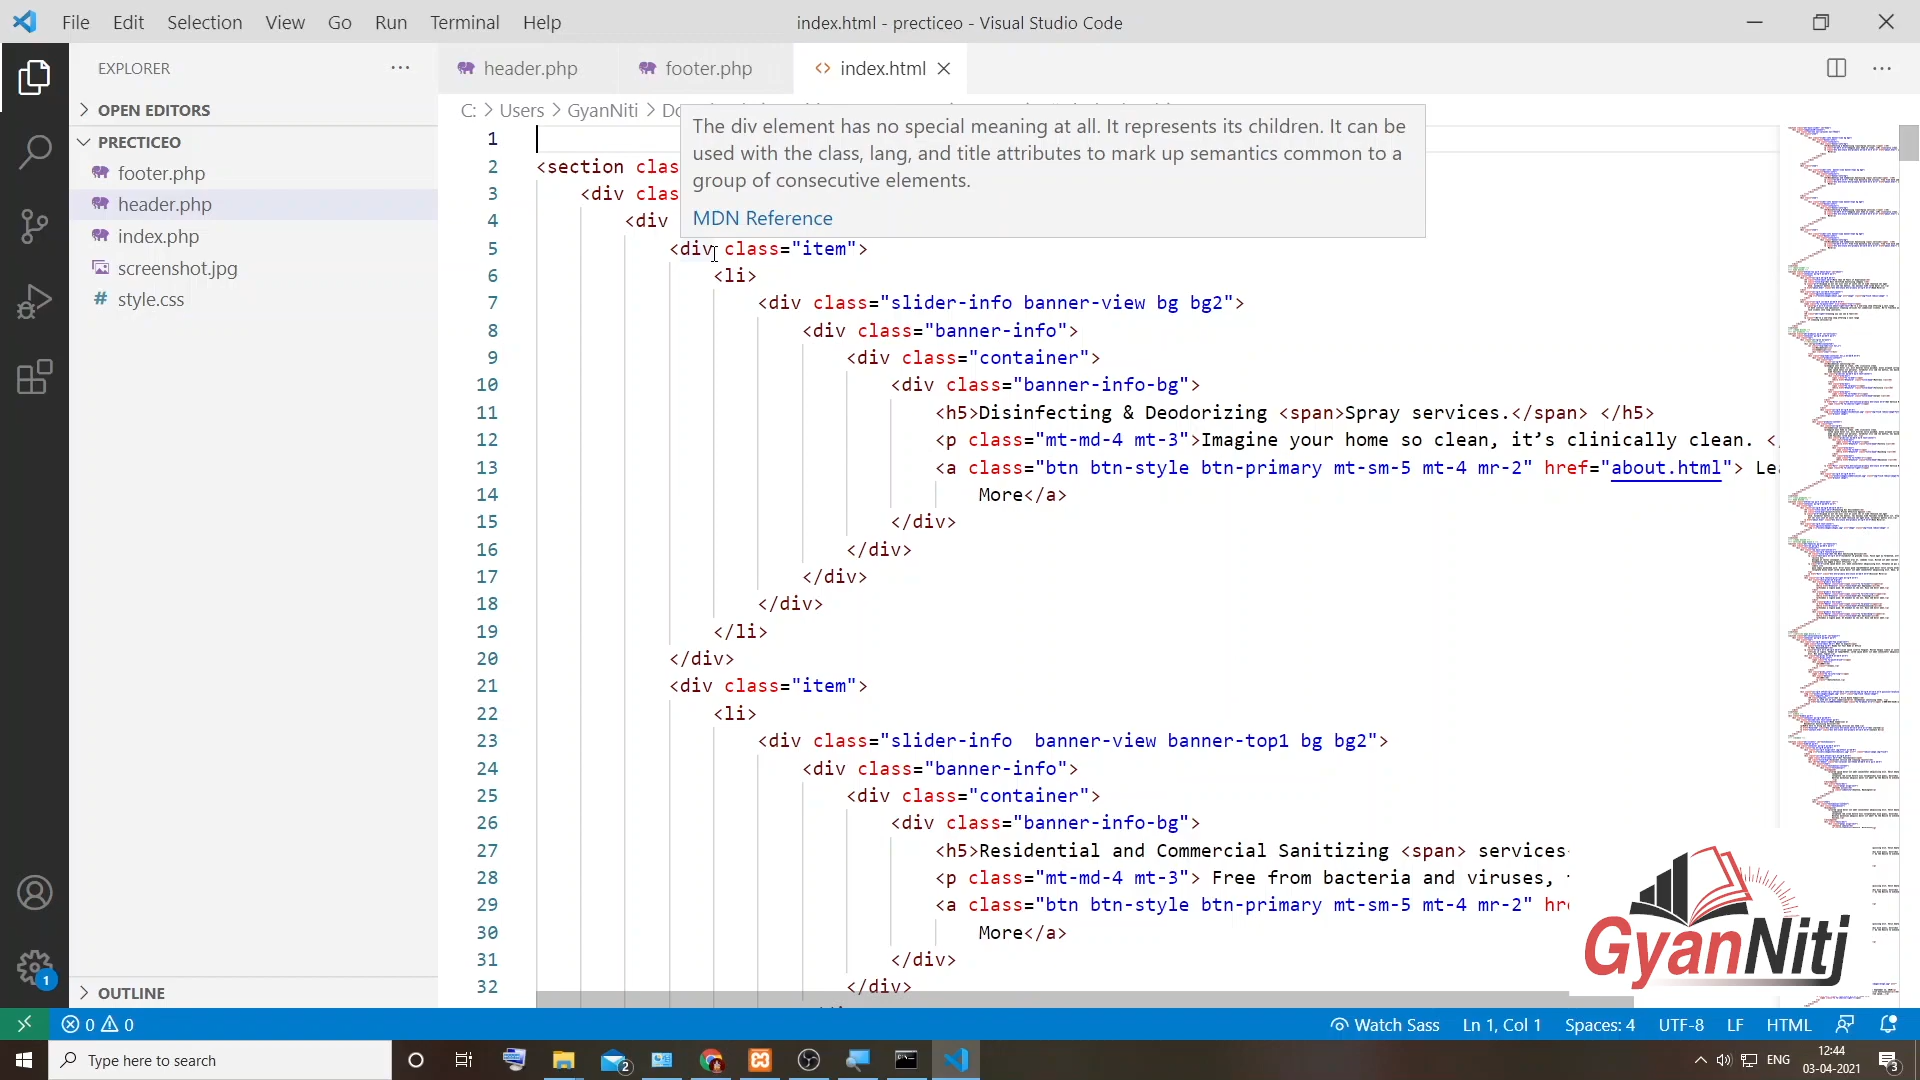 File Edit Selection View Go Run Terminal Help
index.html - precticeo - Visual Studio Code
EXPLORER
header.php
footer.php
index.html
OPEN EDITORS
PRECTICEO
footer.php
header.php
index.php
screenshot.jpg
style.css
OUTLINE
C: > Users > GyanNiti >
The div element has no special meaning at all. It represents its children. It can be
used with the class, lang, and title attributes to mark up semantics common to a
group of consecutive elements.
MDN Reference
1
2 <section clas
3 <div clas
4 <div
5 <div class="item">
6 <li>
7 <div class="slider-info banner-view bg bg2">
8 <div class="banner-info">
9 <div class="container">
10 <div class="banner-info-bg">
11 <h5>Disinfecting & Deodorizing <span>Spray services.</span> </h5>
12 <p class="mt-md-4 mt-3">Imagine your home so clean, it’s clinically clean. <
13 <a class="btn btn-style btn-primary mt-sm-5 mt-4 mr-2" href="about.html"> Lea
14 More</a>
15 </div>
16 </div>
17 </div>
18 </div>
19 </li>
20 </div>
21 <div class="item">
22 <li>
23 <div class="slider-info  banner-view banner-top1 bg bg2">
24 <div class="banner-info">
25 <div class="container">
26 <div class="banner-info-bg">
27 <h5>Residential and Commercial Sanitizing <span> services
28 <p class="mt-md-4 mt-3"> Free from bacteria and viruses,
29 <a class="btn btn-style btn-primary mt-sm-5 mt-4 mr-2" hre
30 More</a>
31 </div>
32 </div>
GyanNiti
1
0 0
Watch Sass Ln 1, Col 1 Spaces: 4 UTF-8 LF HTML
Type here to search
2
ENG
12:44
03-04-2021
3